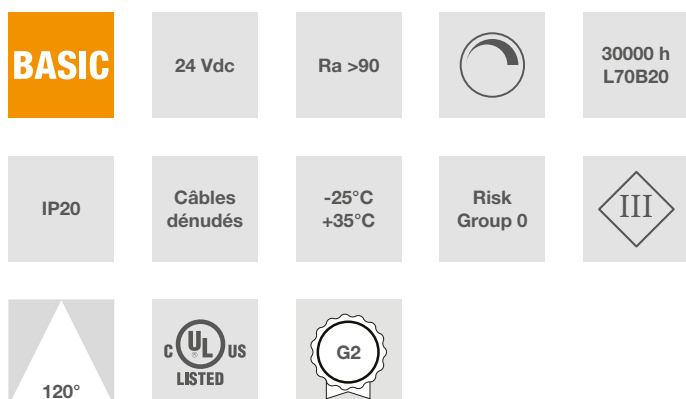 BASIC
24 Vdc
Ra >90
30000 h
L70B20
IP20
Câbles
dénudés
-25°C
+35°C
Risk
Group 0
III
120°
C UL ® US
LISTED
G2